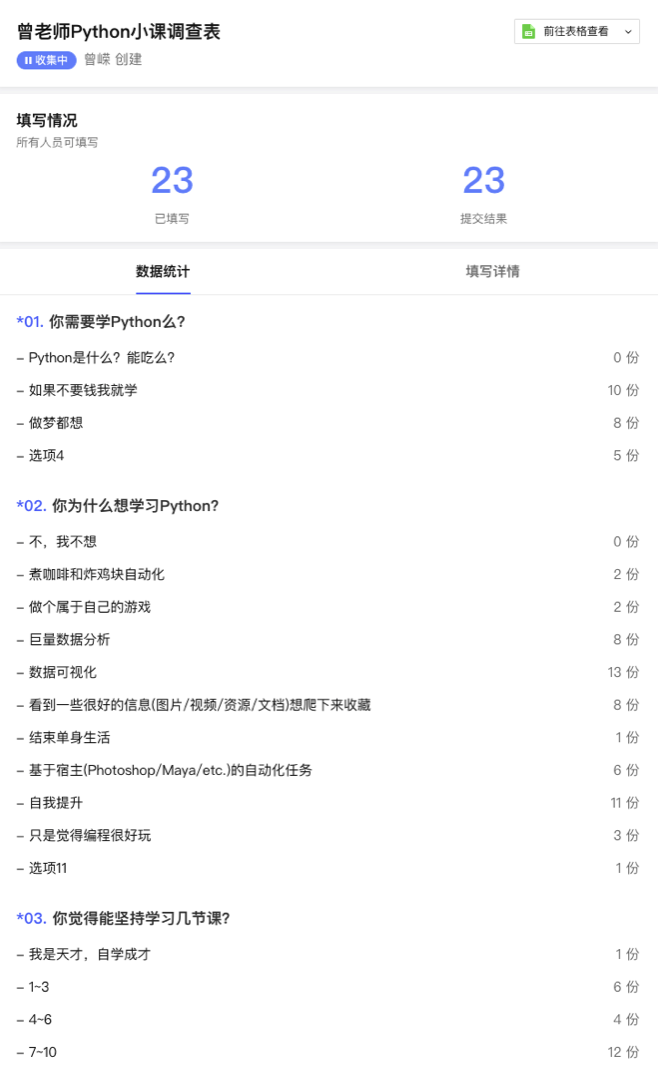 曾老师Python小课调查表
前往表格查看
收集中 曾嵘 创建
填写情况
所有人员可填写
23 23
已填写 提交结果
数据统计 填写详情
*01. 你需要学Python么?
– Python是什么？能吃么? 0 份
– 如果不要钱我就学 10 份
– 做梦都想 8 份
– 选项4 5 份
*02. 你为什么想学习Python?
– 不，我不想 0 份
– 煮咖啡和炸鸡块自动化 2 份
– 做个属于自己的游戏 2 份
– 巨量数据分析 8 份
– 数据可视化 13 份
– 看到一些很好的信息(图片/视频/资源/文档)想爬下来收藏 8 份
– 结束单身生活 1 份
– 基于宿主(Photoshop/Maya/etc.)的自动化任务 6 份
– 自我提升 11 份
– 只是觉得编程很好玩 3 份
– 选项11 1 份
*03. 你觉得能坚持学习几节课?
– 我是天才，自学成才 1 份
– 1~3 6 份
– 4~6 4 份
– 7~10 12 份